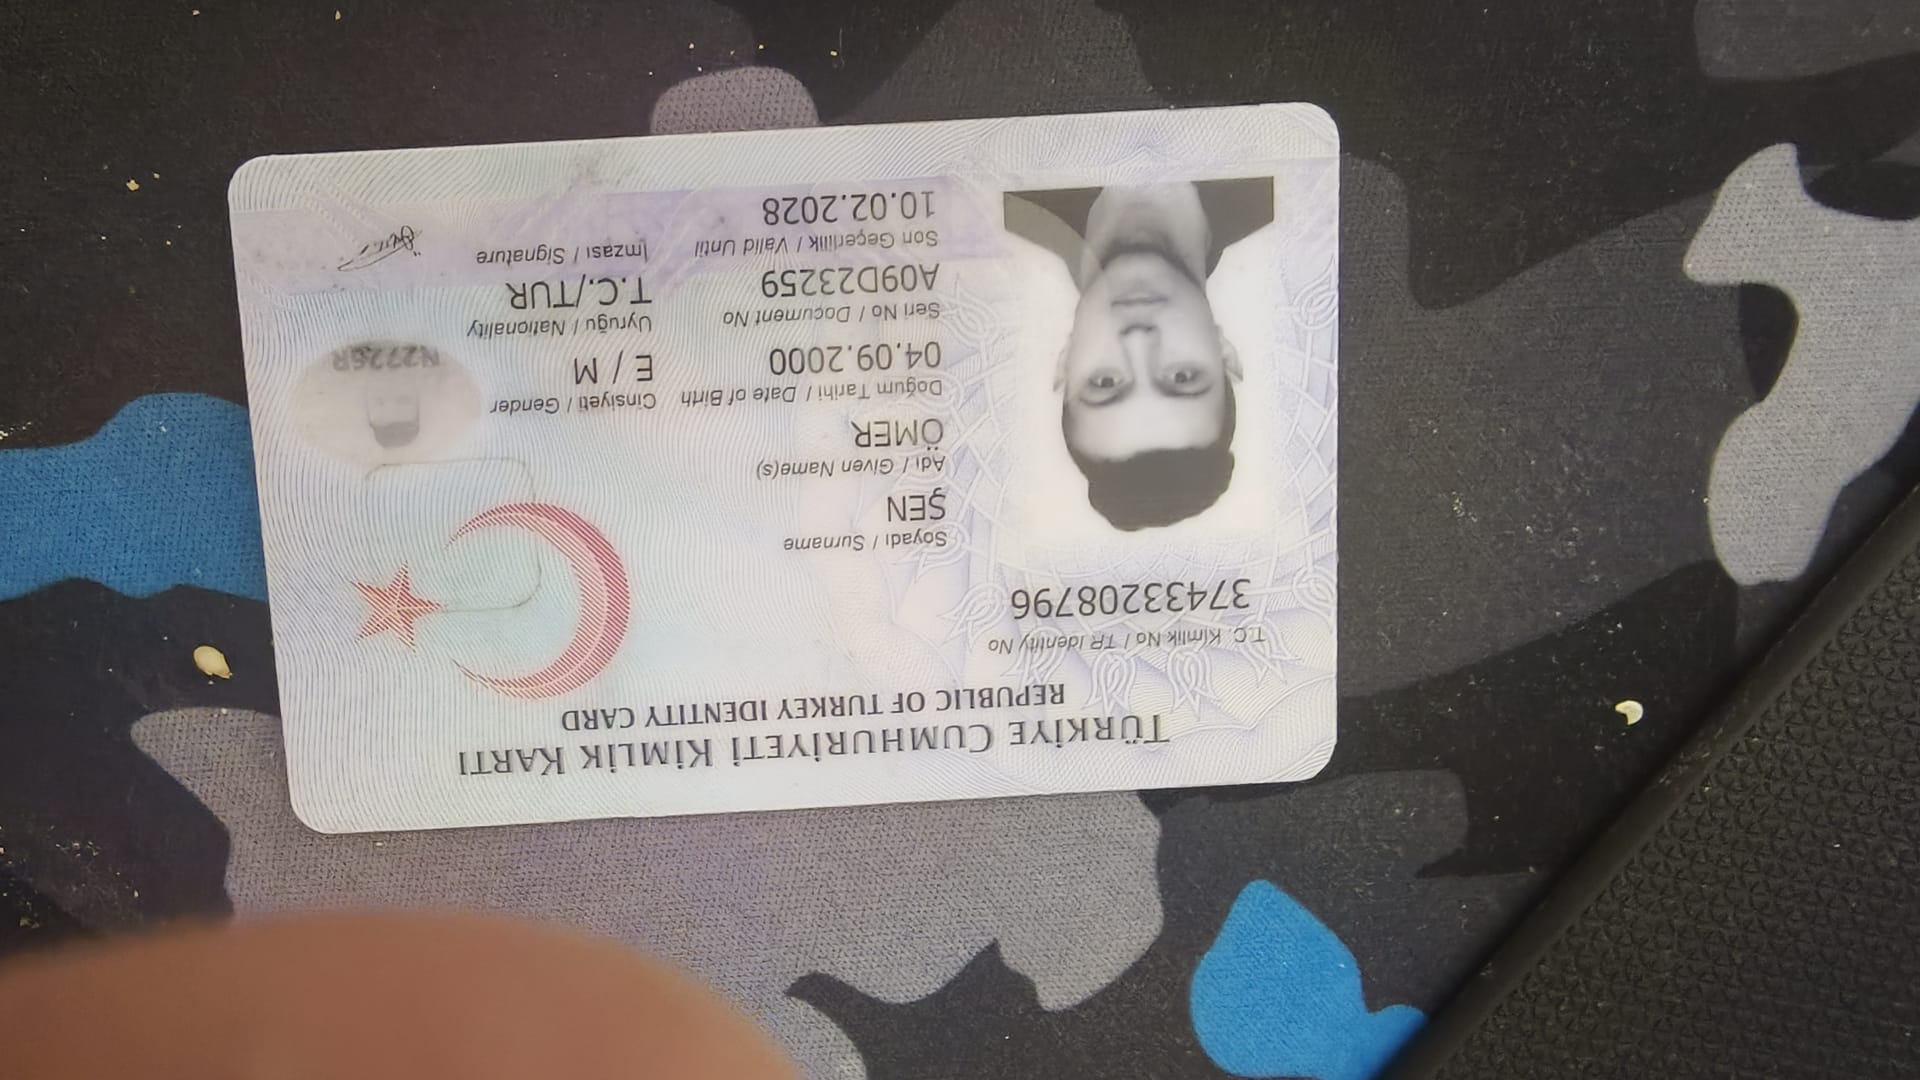 TÜRKİYE CUMHURİYETİ KİMLİK KARTI
REPUBLIC OF TURKEY IDENTITY CARD
T.C. Kimlik No / TR Identity No
37433208796
Soyadı / Surname
ŞEN
Adı / Given Name(s)
ÖMER
Doğum Tarihi / Date of Birth
04.09.2000
Cinsiyeti / Gender
E / M
Seri No / Document No
A09D23259
Uyruğu / Nationality
T.C./TUR
Son Geçerlilik / Valid Until
10.02.2028
İmzası / Signature